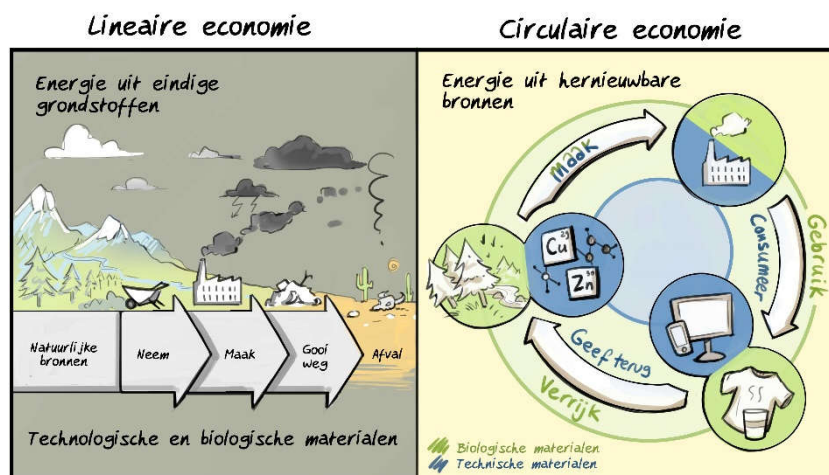 Lineaire economie
Energie uit eindige
grondstoffen
Natuurlijke
bronnen
Neem
Maak
Gooi
weg
Afval
Technologische en biologische materialen
Circulaire economie
Energie uit hernieuwbare
bronnen
Maak
Gebruik
Consumeer
Cu
Zn
Geef terug
Verrijk
Biologische materialen
Technische materialen